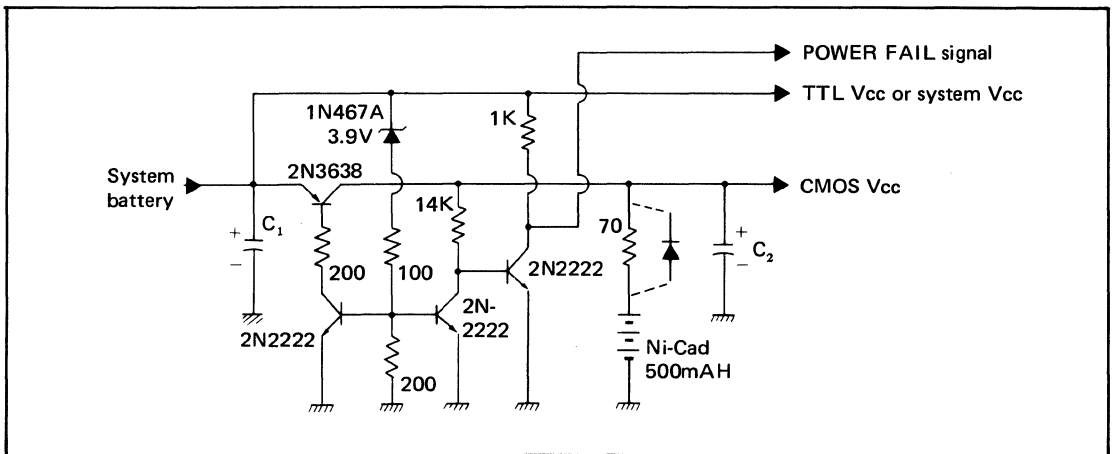 POWER FAIL signal
TTL Vcc or system Vcc
1N467A
3.9V
1K
System
battery
2N3638
CMOS Vcc
14K
70
+ C₁
-
200
100
2N2222
+
- C₂
2N2222
2N-
2222
200
Ni-Cad
500mAH